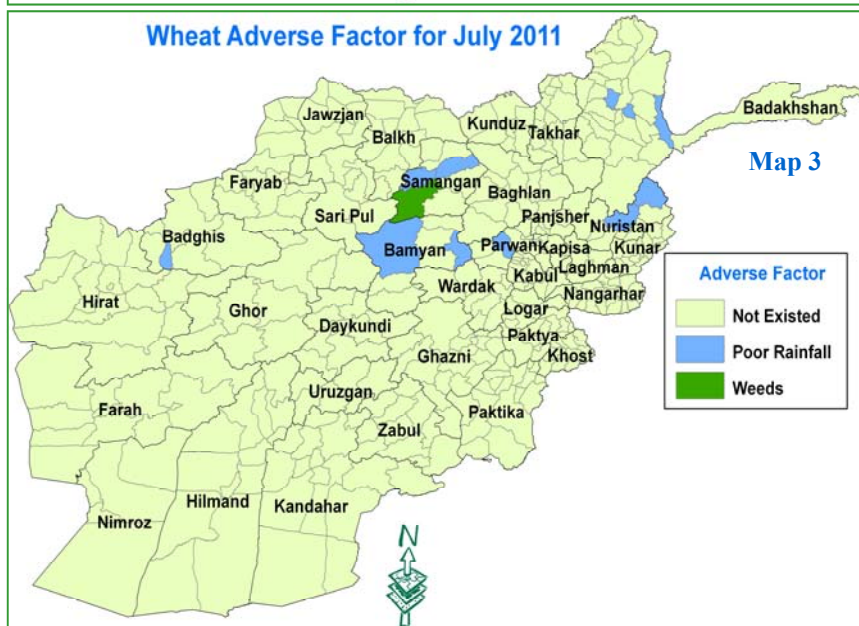 Wheat Adverse Factor for July 2011
Badakhshan
Jawzjan
Kunduz
Takhar
Balkh
Map 3
Samangan
Faryab
Baghlan
Sari Pul
Panjsher
Nuristan
Badghis
Bamyan
Parwan
Kapisa
Kunar
Laghman
Kabul
Wardak
Nangarhar
Hirat
Ghor
Logar
Daykundi
Paktya
Ghazni
Khost
Uruzgan
Farah
Paktika
Zabul
Hilmand
Kandahar
Nimroz
N
Adverse Factor
Not Existed
Poor Rainfall
Weeds